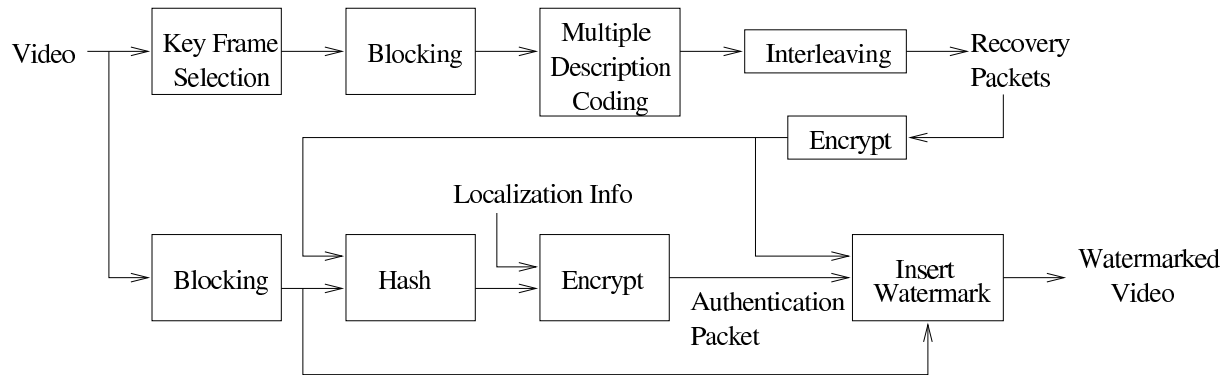 Video
Key Frame
Selection
Blocking
Multiple
Description
Coding
Interleaving
Recovery
Packets
Encrypt
Localization Info
Blocking
Hash
Encrypt
Authentication
Packet
Insert
Watermark
Watermarked
Video